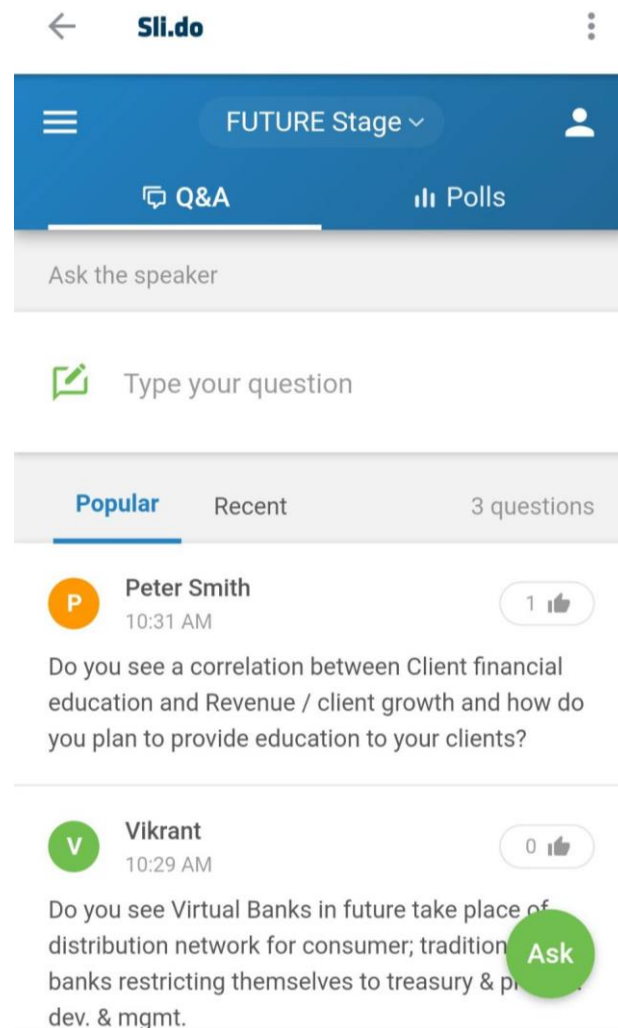 Sli.do
FUTURE Stage
Q&A
Polls
Ask the speaker
Type your question
Popular
Recent
3 questions
P
Peter Smith
10:31 AM
1
Do you see a correlation between Client financial
education and Revenue / client growth and how do
you plan to provide education to your clients?
V
Vikrant
10:29 AM
0
Do you see Virtual Banks in future take place of
distribution network for consumer;
banks restricting themselves to treasury &
dev. & mgmt.
Ask